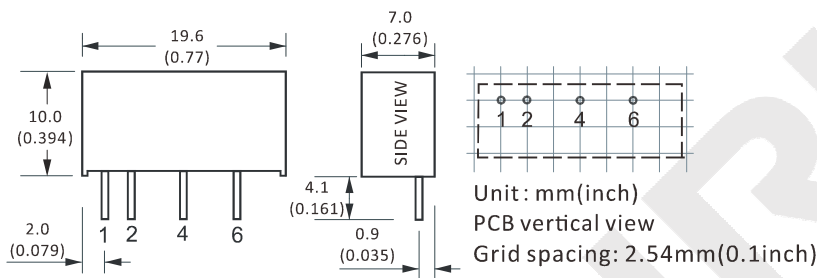 19.6
(0.77)
10.0
(0.394)
2.0
(0.079)
1 2 4 6
7.0
(0.276)
SIDE VIEW
4.1
(0.161)
0.9
(0.035)
1 2 4 6
Unit : mm(inch)
PCB vertical view
Grid spacing: 2.54mm(0.1inch)